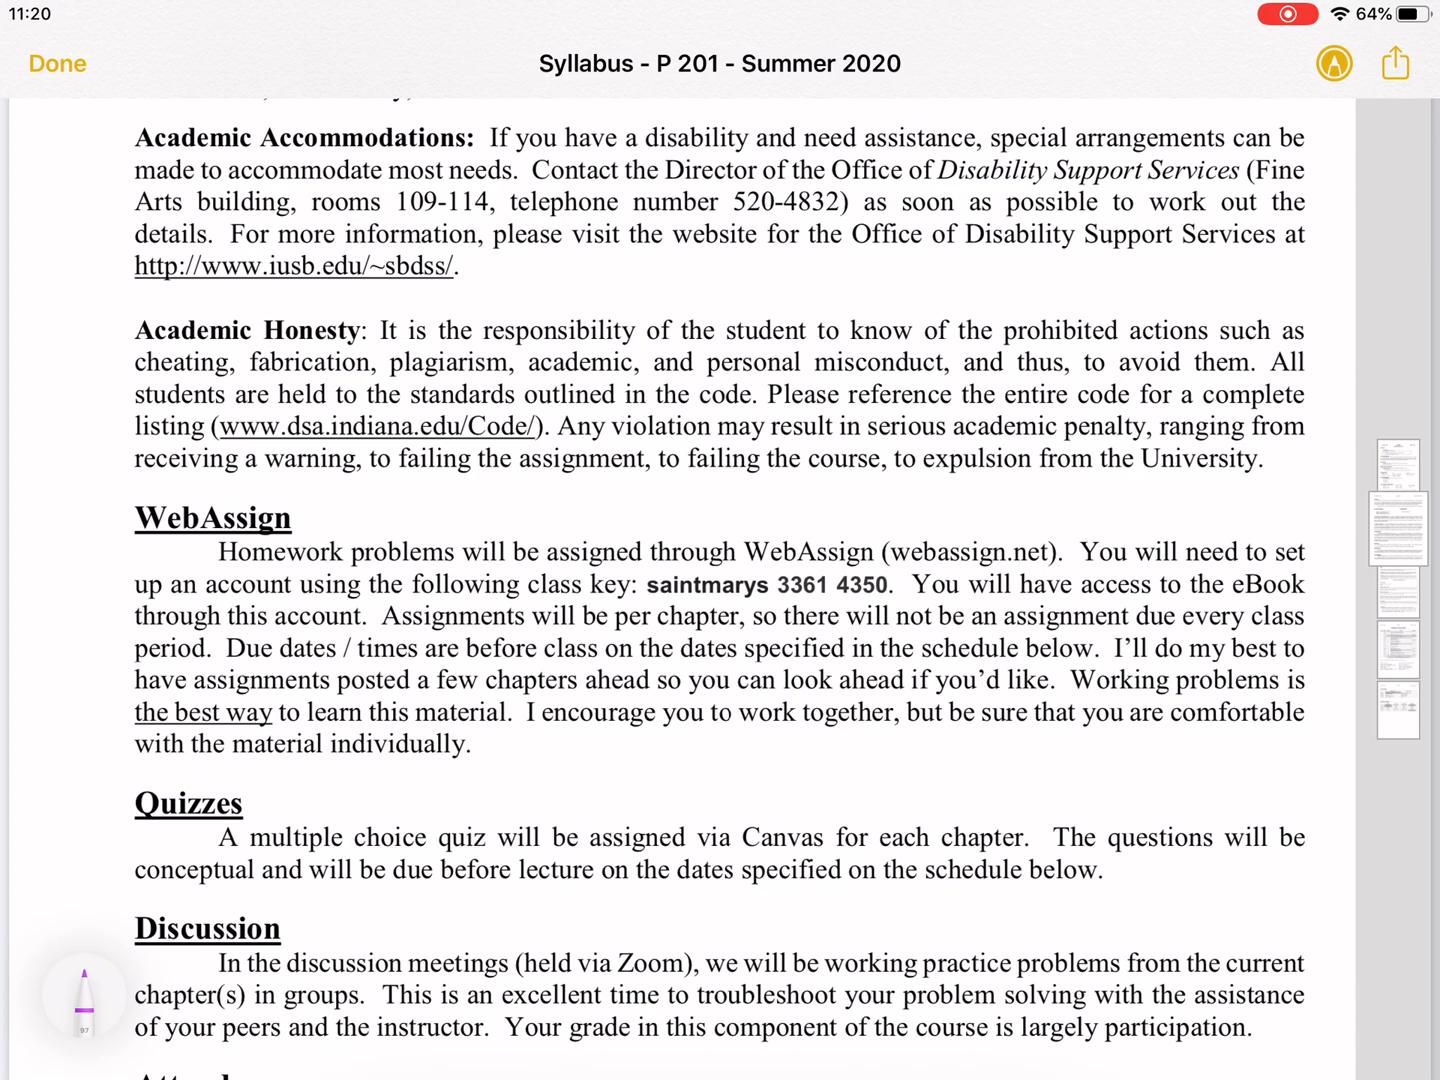 11:20
64%
Done
Syllabus - P 201 - Summer 2020
Academic Accommodations: If you have a disability and need assistance, special arrangements can be
made to accommodate most needs. Contact the Director of the Office of Disability Support Services (Fine
Arts building, rooms 109-114, telephone number 520-4832) as soon as possible to work out the
details. For more information, please visit the website for the Office of Disability Support Services at
http://www.iusb.edu/~sbdss/.
Academic Honesty: It is the responsibility of the student to know of the prohibited actions such as
cheating, fabrication, plagiarism, academic, and personal misconduct, and thus, to avoid them. All
students are held to the standards outlined in the code. Please reference the entire code for a complete
listing (www.dsa.indiana.edu/Code/). Any violation may result in serious academic penalty, ranging from
receiving a warning, to failing the assignment, to failing the course, to expulsion from the University.
WebAssign
Homework problems will be assigned through WebAssign (webassign.net). You will need to set
up an account using the following class key: saintmarys 3361 4350. You will have access to the eBook
through this account. Assignments will be per chapter, so there will not be an assignment due every class
period. Due dates / times are before class on the dates specified in the schedule below. I’ll do my best to
have assignments posted a few chapters ahead so you can look ahead if you’d like. Working problems is
the best way to learn this material. I encourage you to work together, but be sure that you are comfortable
with the material individually.
Quizzes
A multiple choice quiz will be assigned via Canvas for each chapter. The questions will be
conceptual and will be due before lecture on the dates specified on the schedule below.
Discussion
In the discussion meetings (held via Zoom), we will be working practice problems from the current
chapter(s) in groups. This is an excellent time to troubleshoot your problem solving with the assistance
of your peers and the instructor. Your grade in this component of the course is largely participation.
97